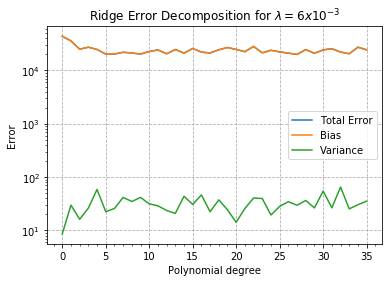 Ridge Error Decomposition for λ = 6x10⁻³
Error
10⁴
10³
10²
10¹
Total Error
Bias
Variance
0 5 10 15 20 25 30 35
Polynomial degree